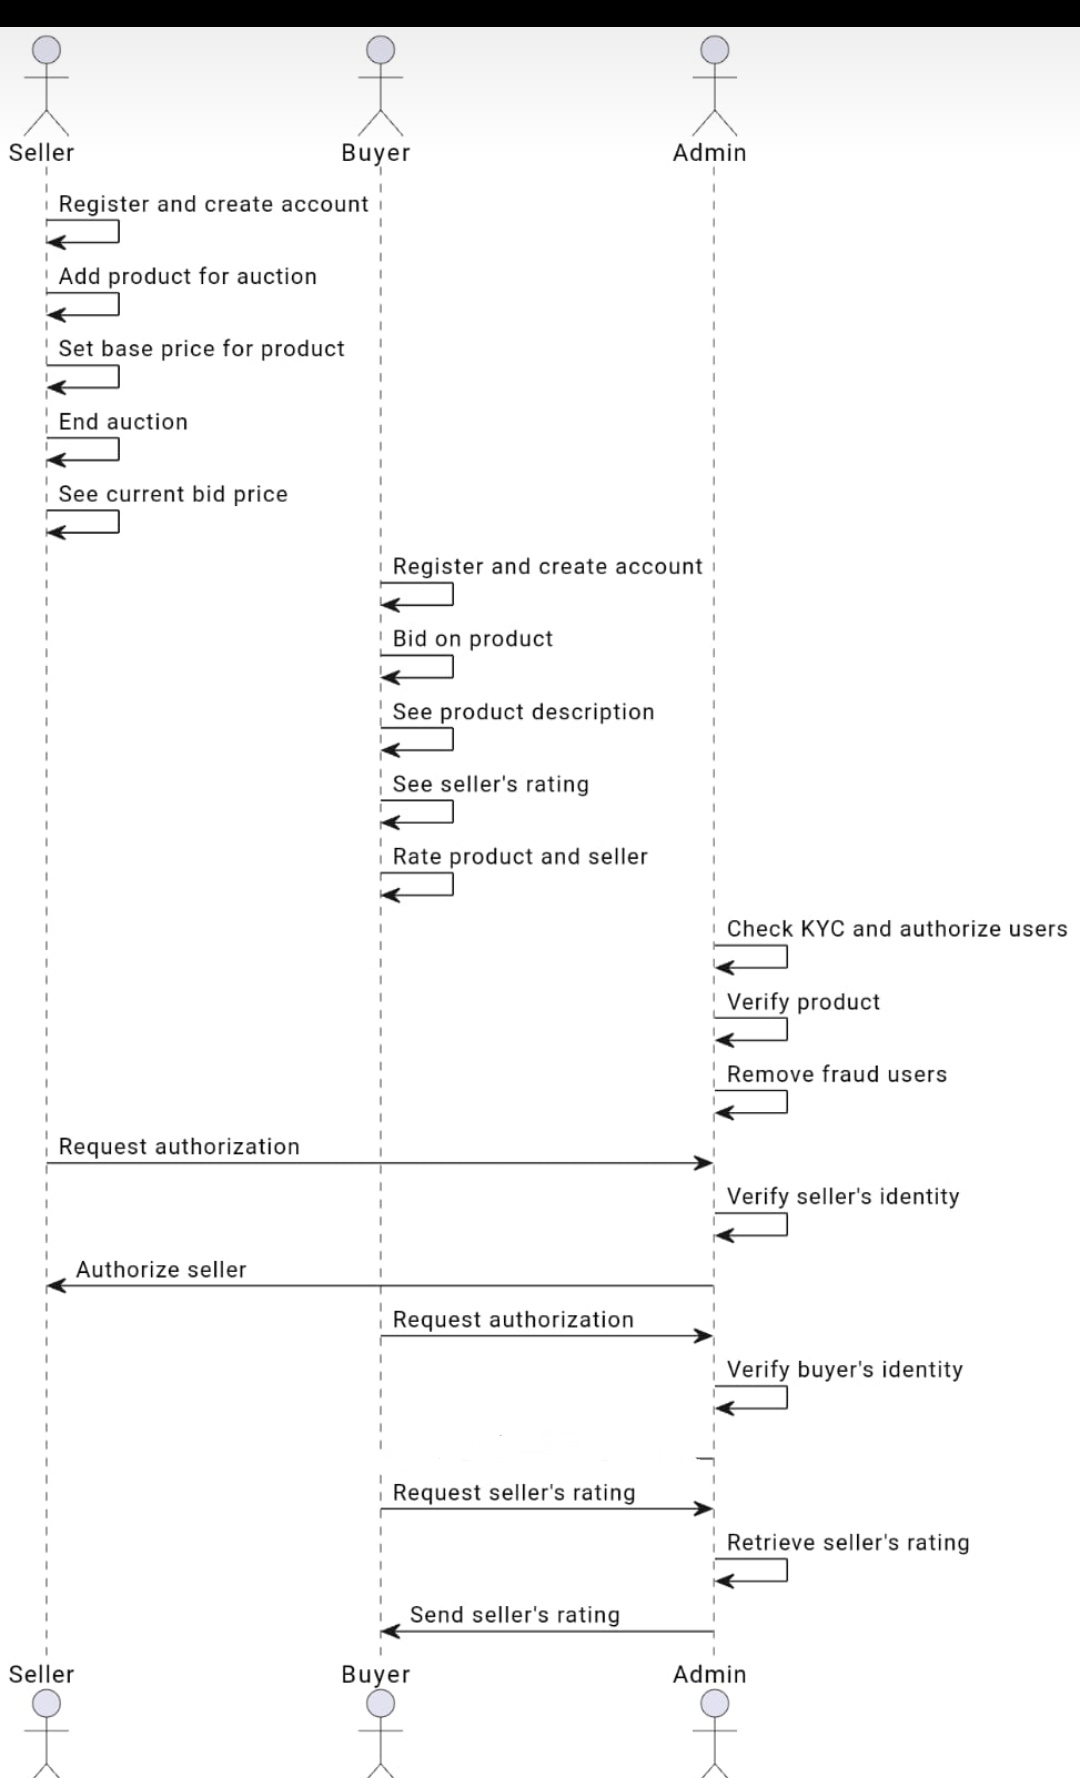 Seller
Buyer
Admin
Register and create account
Add product for auction
Set base price for product
End auction
See current bid price
Register and create account
Bid on product
See product description
See seller's rating
Rate product and seller
Check KYC and authorize users
Verify product
Remove fraud users
Request authorization
Verify seller's identity
Authorize seller
Request authorization
Verify buyer's identity
Request seller's rating
Retrieve seller's rating
Send seller's rating
Seller
Buyer
Admin